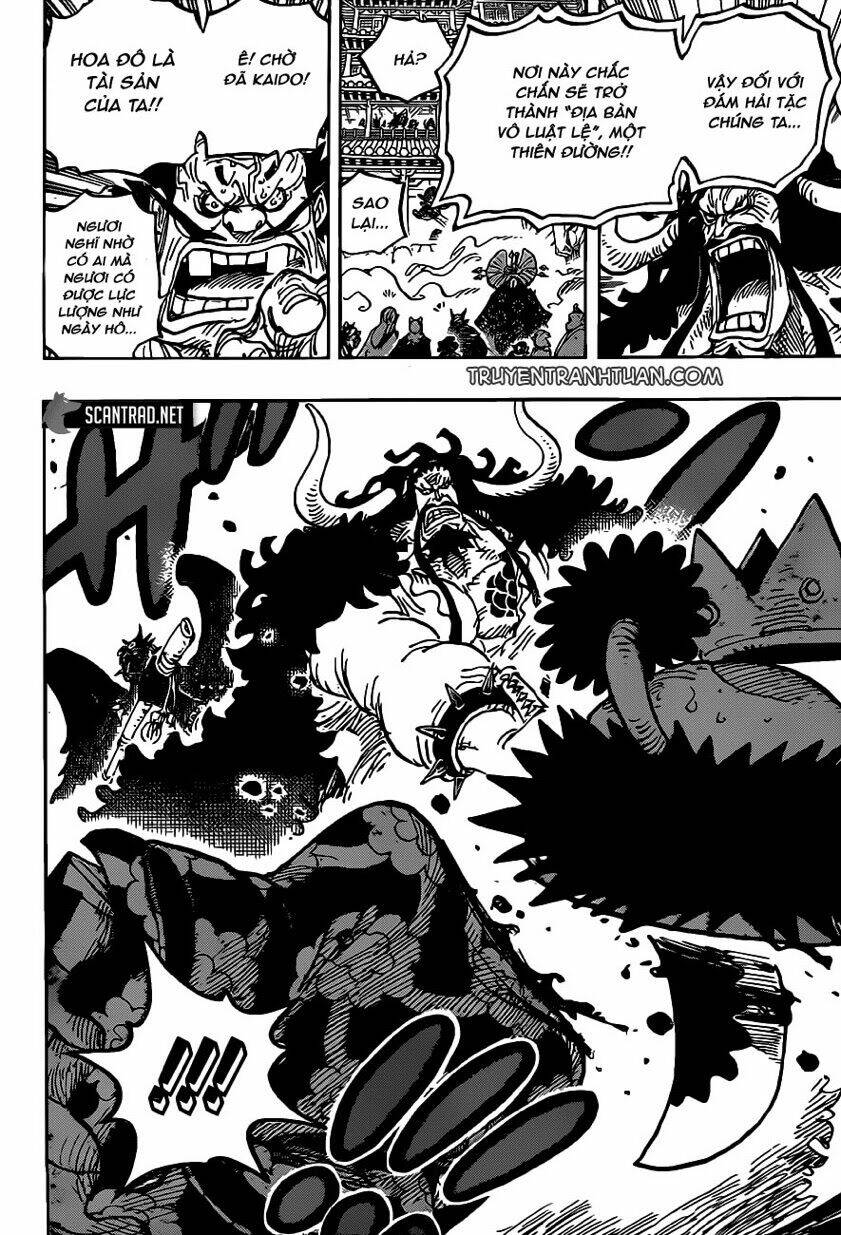 VẬY ĐỐI VỚI
ĐÁM HẢI TẶC
CHÚNG TA...
NƠI NÀY CHẮC
CHẮN SẼ TRỞ
THÀNH "ĐỊA BÀN
VÔ LUẬT LỆ", MỘT
THIÊN ĐƯỜNG!!
HẢ?
SAO
LẠI...
Ê! CHỜ
ĐÃ KAIDO!
HOA ĐÔ LÀ
TÀI SẢN
CỦA TA!!
NGƯƠI
NGHĨ NHỜ
CÓ AI MÀ
NGƯƠI CÓ
ĐƯỢC LỰC
LƯỢNG NHƯ
NGÀY HÔ...
TRUYENTRANHTUAN.COM
SCANTRAD.NET
!!!